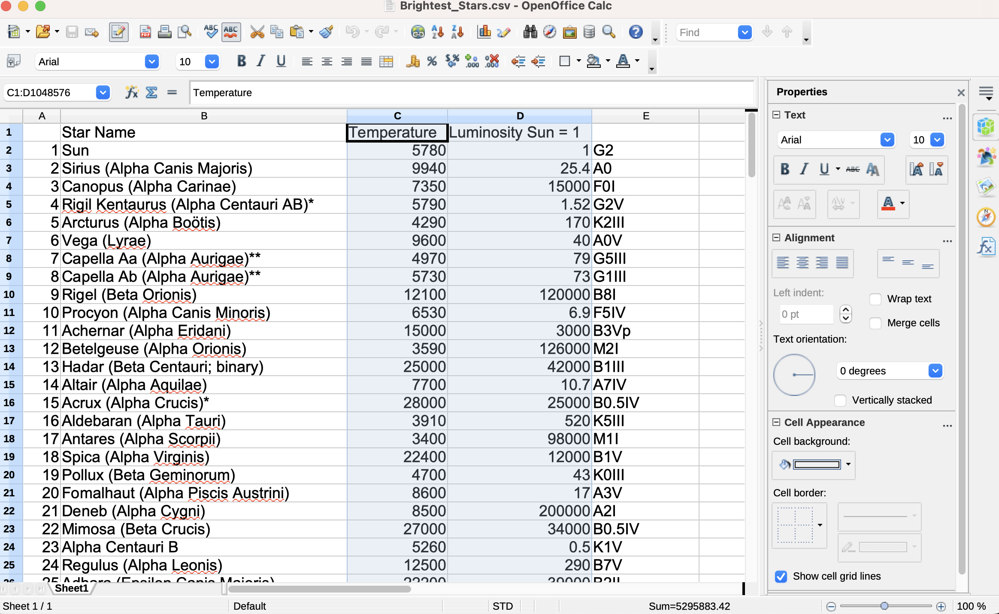 Brightest_Stars.csv - OpenOffice Calc
Find
Arial 10
C1:D1048576 Temperature
A B C D E
1 Star Name Temperature Luminosity Sun = 1
2 1 Sun 5780 1 G2
3 2 Sirius (Alpha Canis Majoris) 9940 25.4 A0
4 3 Canopus (Alpha Carinae) 7350 15000 F0I
5 4 Rigil Kentaurus (Alpha Centauri AB)* 5790 1.52 G2V
6 5 Arcturus (Alpha Boötis) 4290 170 K2III
7 6 Vega (Lyrae) 9600 40 A0V
8 7 Capella Aa (Alpha Aurigae)** 4970 79 G5III
9 8 Capella Ab (Alpha Aurigae)** 5730 73 G1III
10 9 Rigel (Beta Orionis) 12100 120000 B8I
11 10 Procyon (Alpha Canis Minoris) 6530 6.9 F5IV
12 11 Achernar (Alpha Eridani) 15000 3000 B3Vp
13 12 Betelgeuse (Alpha Orionis) 3590 126000 M2I
14 13 Hadar (Beta Centauri; binary) 25000 42000 B1III
15 14 Altair (Alpha Aquilae) 7700 10.7 A7IV
16 15 Acrux (Alpha Crucis)* 28000 25000 B0.5IV
17 16 Aldebaran (Alpha Tauri) 3910 520 K5III
18 17 Antares (Alpha Scorpii) 3400 98000 M1I
19 18 Spica (Alpha Virginis) 22400 12000 B1V
20 19 Pollux (Beta Geminorum) 4700 43 K0III
21 20 Fomalhaut (Alpha Piscis Austrini) 8600 17 A3V
22 21 Deneb (Alpha Cygni) 8500 200000 A2I
23 22 Mimosa (Beta Crucis) 27000 34000 B0.5IV
24 23 Alpha Centauri B 5260 0.5 K1V
25 24 Regulus (Alpha Leonis) 12500 290 B7V
26 25 Adhara (Epsilon Canis Majoris) 22200 39000 B2II
Sheet1
Sheet 1 / 1 Default STD Sum=5295883.42 100 %
Properties
Text
Arial 10
Alignment
Left indent:
0 pt
Wrap text
Merge cells
Text orientation:
0 degrees
Vertically stacked
Cell Appearance
Cell background:
Cell border:
Show cell grid lines